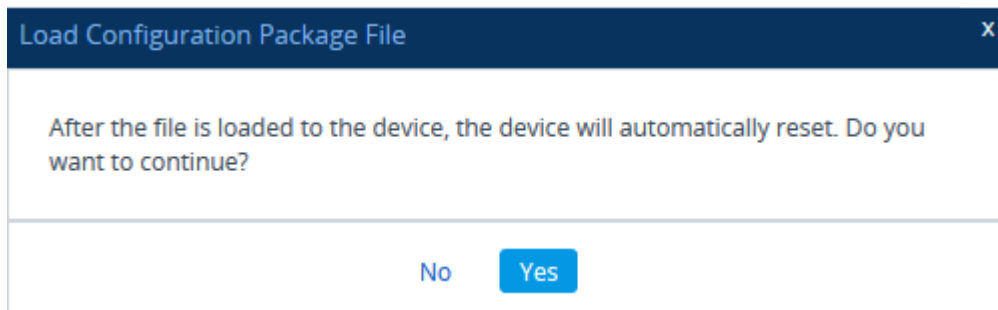 Load Configuration Package File x
After the file is loaded to the device, the device will automatically reset. Do you
want to continue?
No Yes